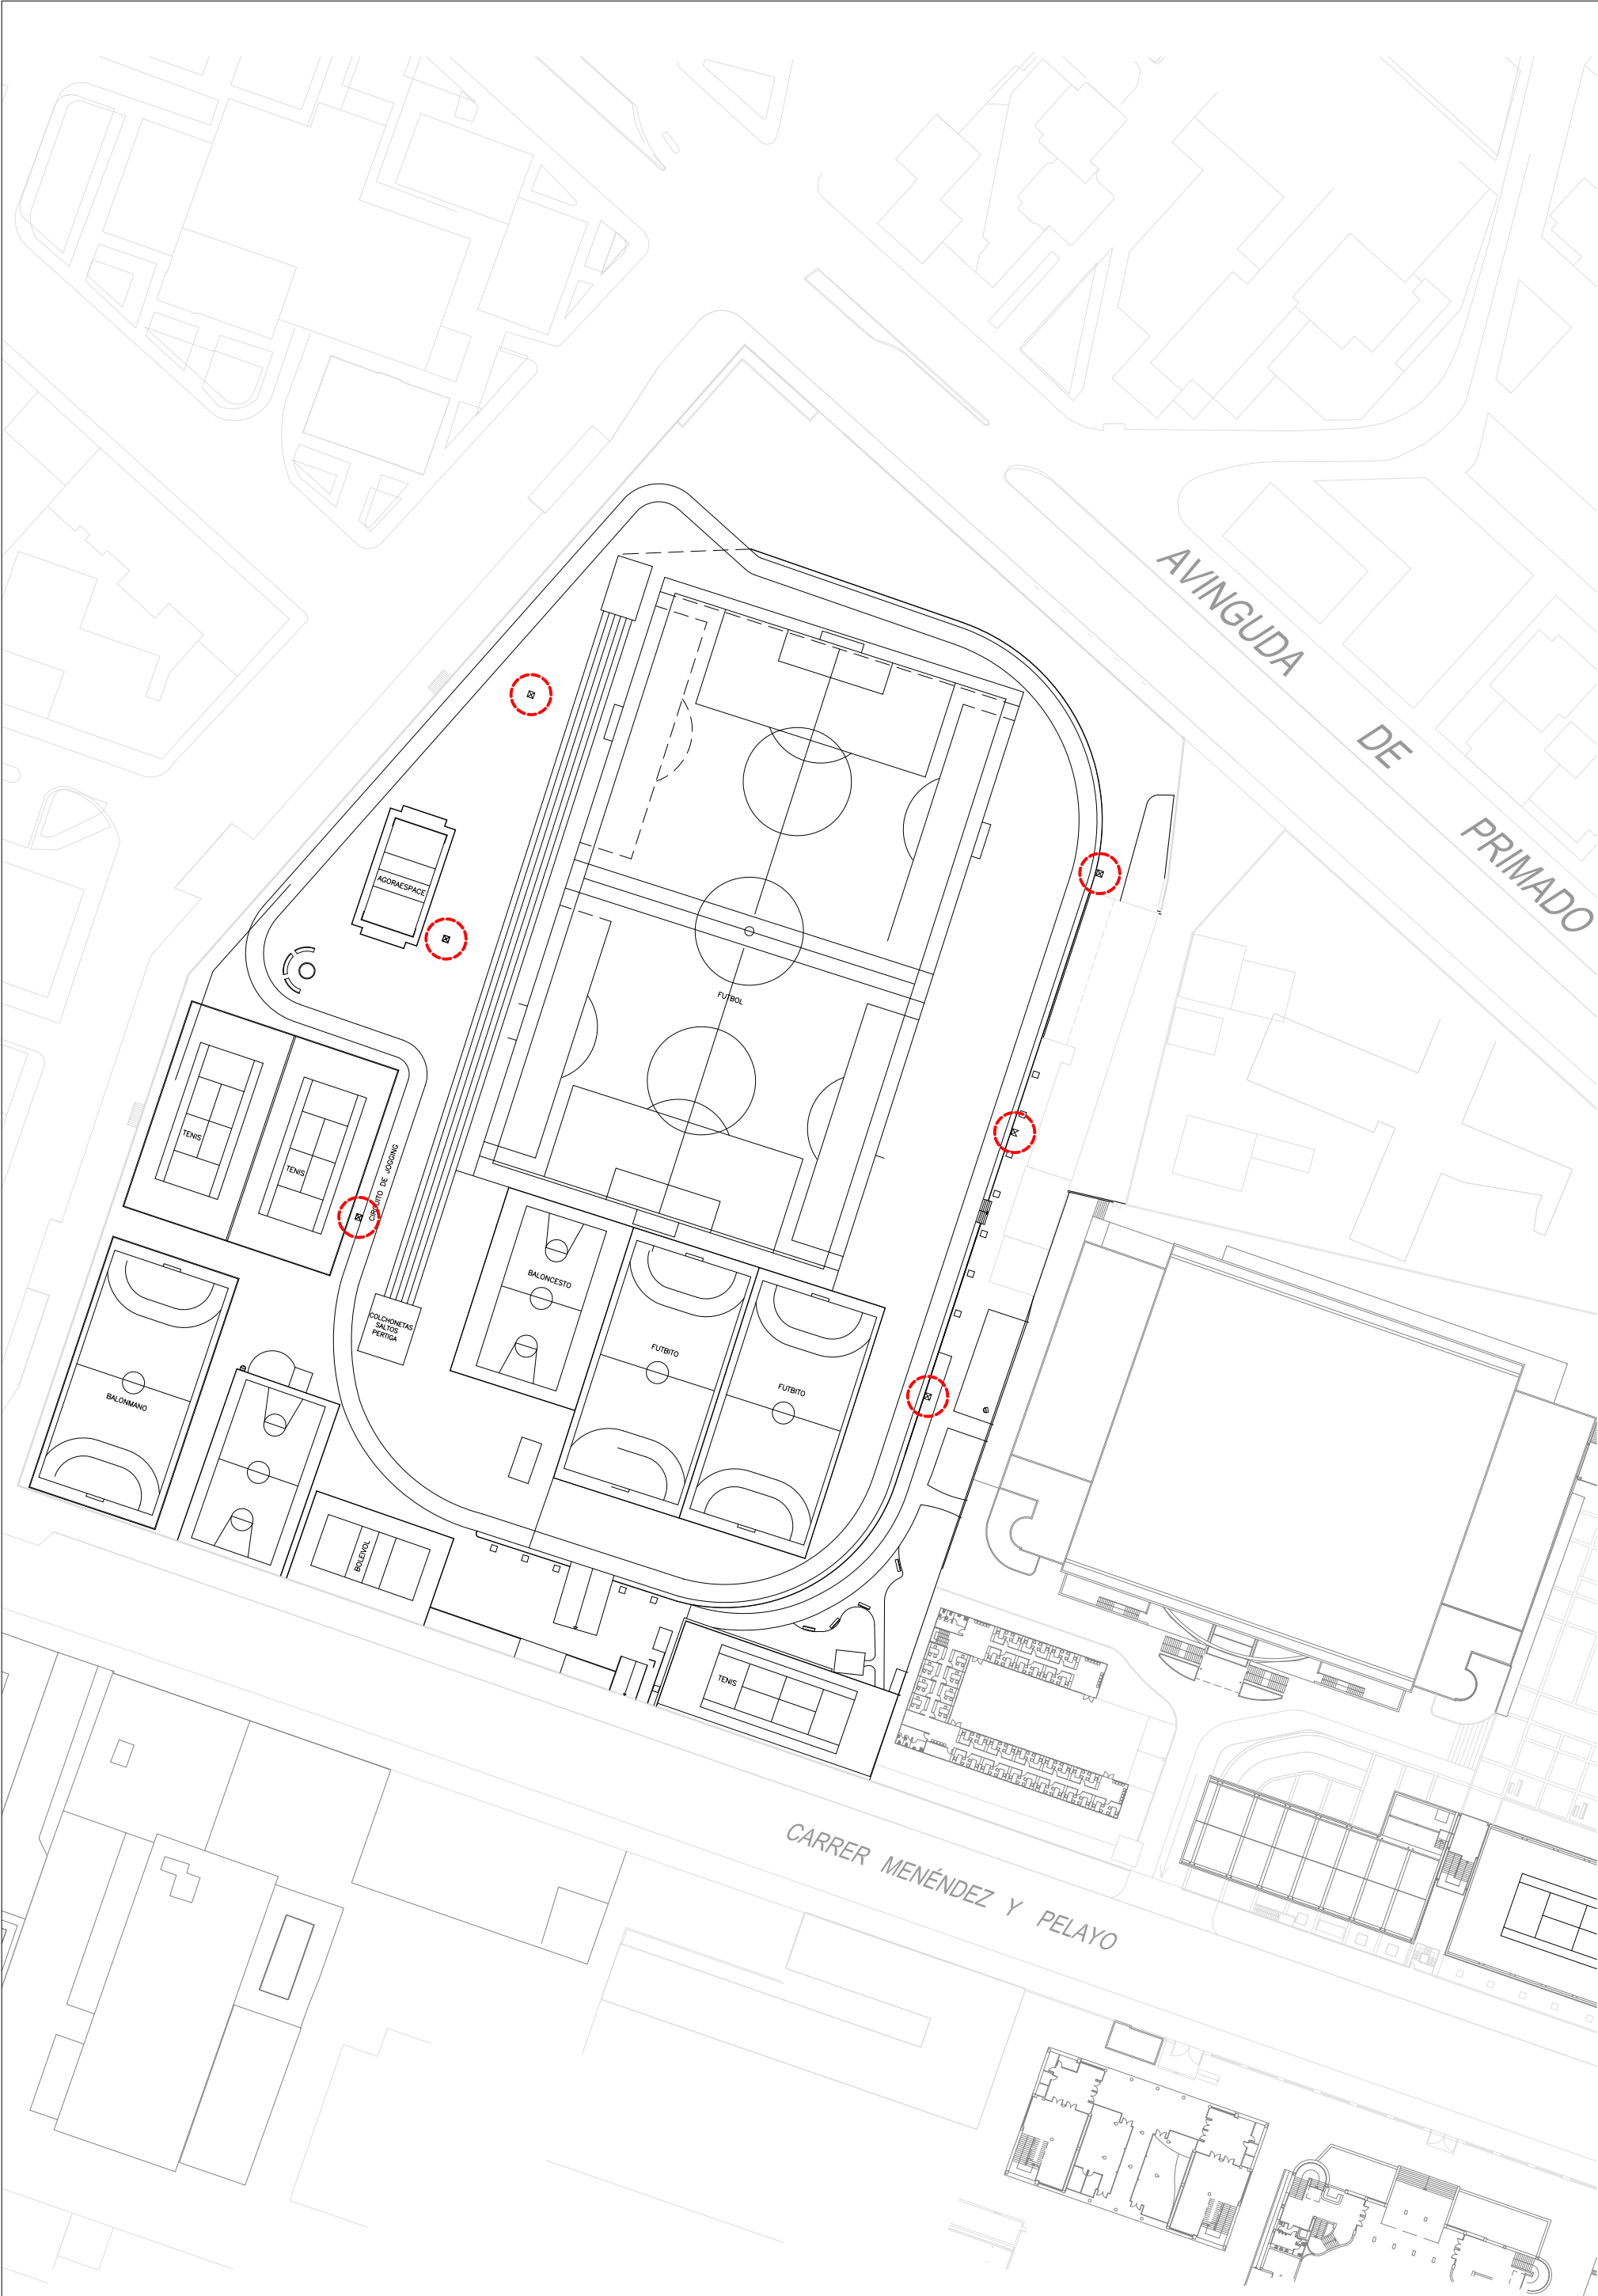 AVINGUDA
DE
PRIMADO
AGORAESPACE
FUTBOL
TENIS
TENIS
CIRCUITO DE JOGGING
BALONCESTO
COLCHONETAS
SALTOS
PERTIGA
FUTBITO
FUTBITO
BALONMANO
BOLEIVOL
TENIS
CARRER MENÉNDEZ Y PELAYO